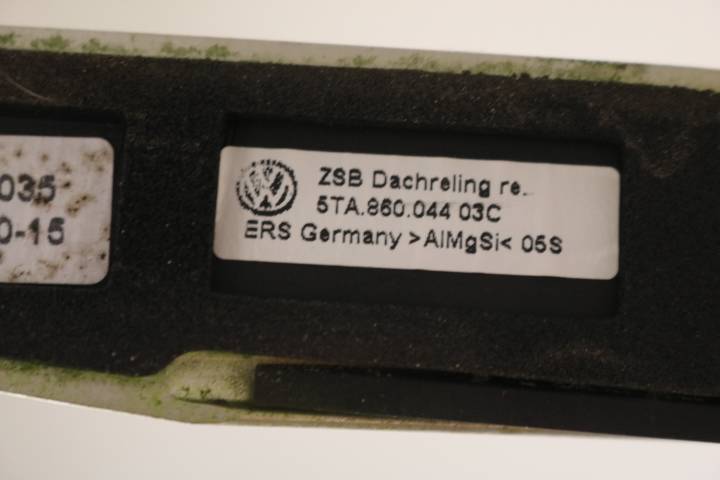 035
0-15
ZSB Dachreling re.
5TA.860.044 03C
ERS Germany >AlMgSi< 05S